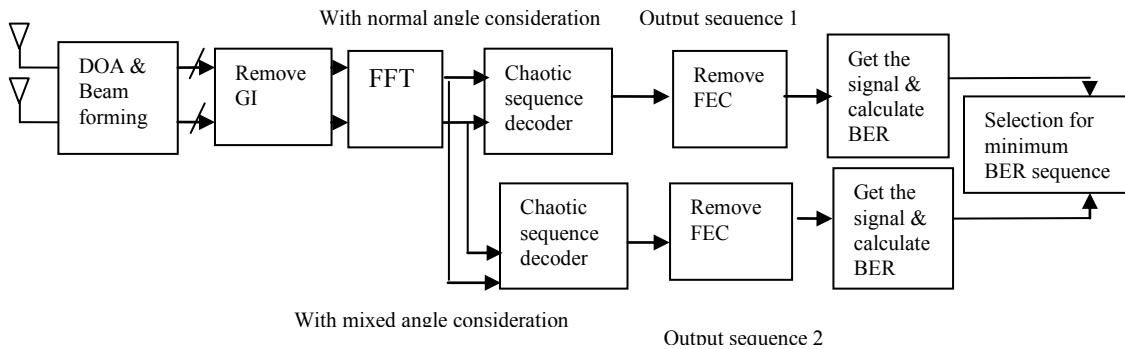 With normal angle consideration
Output sequence 1
DOA &
Beam
forming
Remove
GI
FFT
Chaotic
sequence
decoder
Remove
FEC
Get the
signal &
calculate
BER
Selection for
minimum
BER sequence
Chaotic
sequence
decoder
Remove
FEC
Get the
signal &
calculate
BER
With mixed angle consideration
Output sequence 2